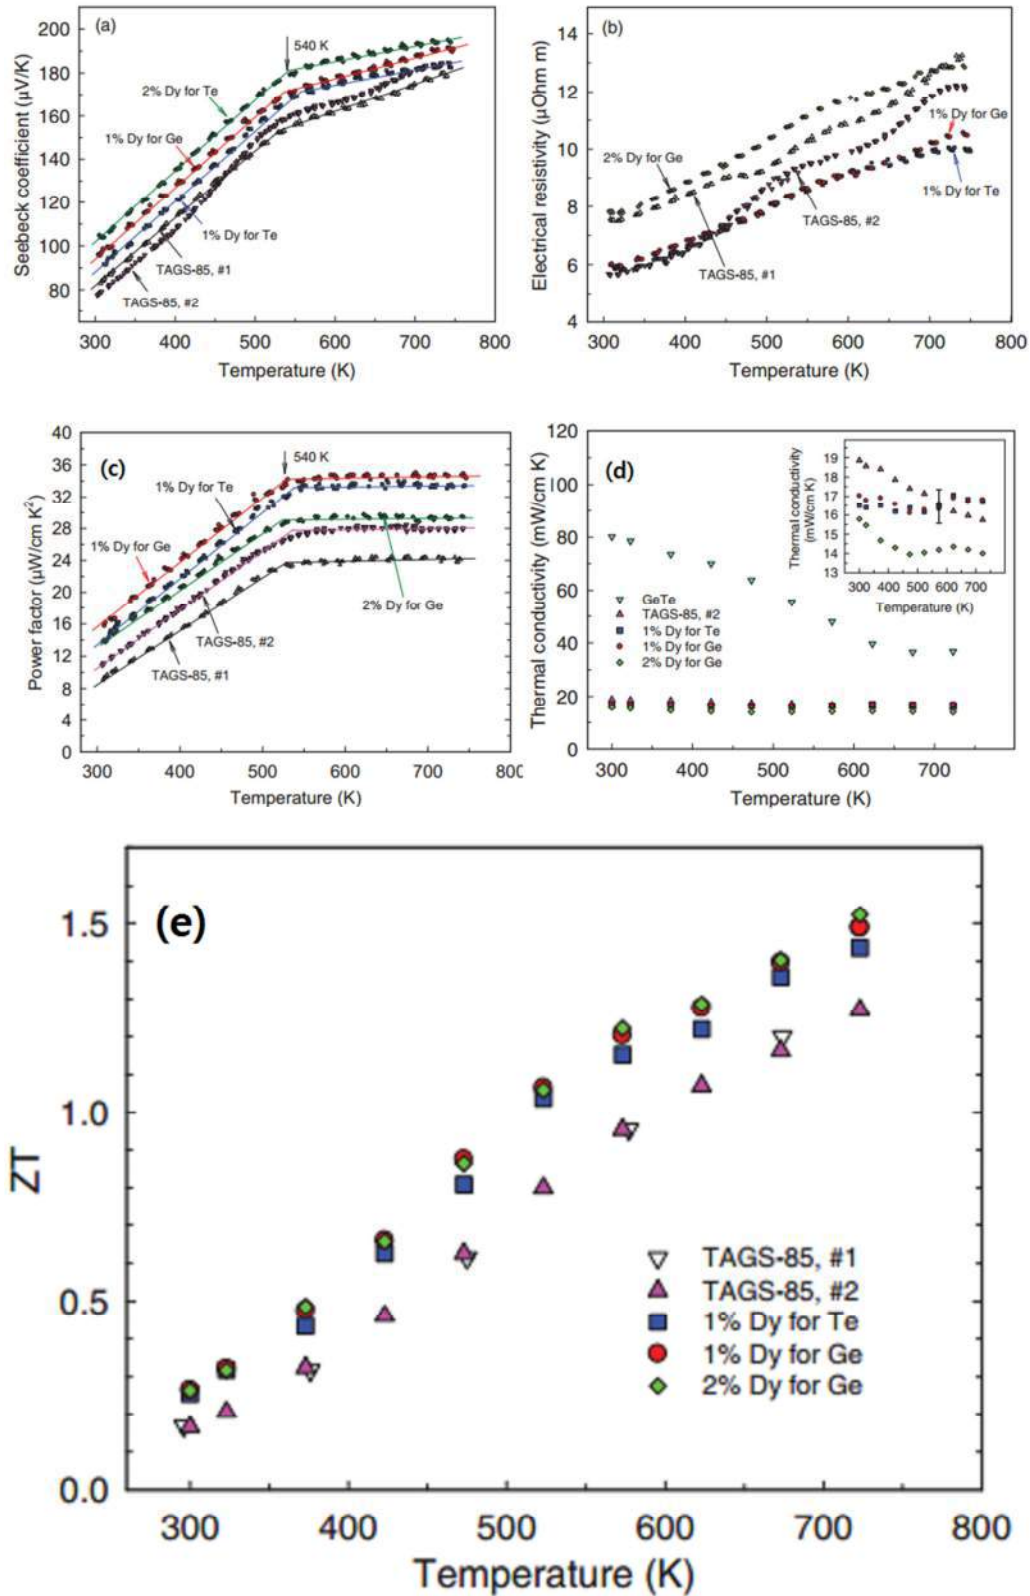 (a)
200
180
160
140
120
100
80
Seebeck coefficient (µV/K)
540 K
2% Dy for Te
1% Dy for Ge
1% Dy for Te
TAGS-85, #1
TAGS-85, #2
300 400 500 600 700 800
Temperature (K)
(b)
14
12
10
8
6
4
Electrical resistivity (µOhm m)
1% Dy for Ge
2% Dy for Ge
1% Dy for Te
TAGS-85, #2
TAGS-85, #1
300 400 500 600 700 800
Temperature (K)
(c)
40
36
32
28
24
20
16
12
8
4
0
Power factor (µW/cm K²)
540 K
1% Dy for Te
1% Dy for Ge
2% Dy for Ge
TAGS-85, #2
TAGS-85, #1
300 400 500 600 700 800
Temperature (K)
(d)
120
100
80
60
40
20
0
Thermal conductivity (mW/cm K)
19
18
17
16
15
14
13
Thermal conductivity
(mW/cm K)
300 400 500 600 700
Temperature (K)
GeTe
TAGS-85, #2
1% Dy for Te
1% Dy for Ge
2% Dy for Ge
300 400 500 600 700
Temperature (K)
(e)
1.5
1.0
0.5
0.0
ZT
TAGS-85, #1
TAGS-85, #2
1% Dy for Te
1% Dy for Ge
2% Dy for Ge
300 400 500 600 700 800
Temperature (K)